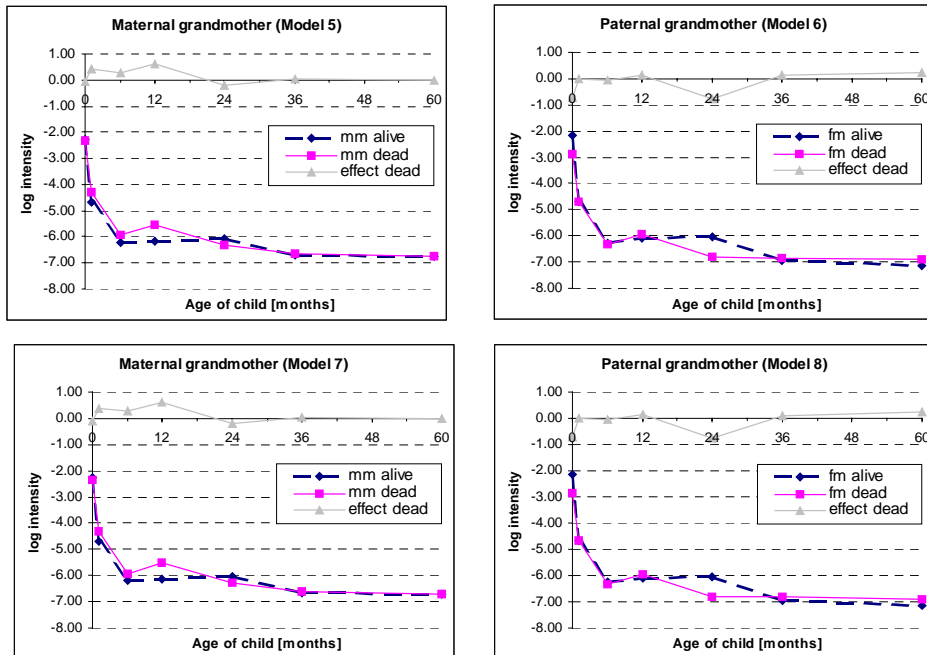 Maternal grandmother (Model 5)
1.00
0.00
-1.00
-2.00
-3.00
-4.00
-5.00
-6.00
-7.00
-8.00
0 12 24 36 48 60
log intensity
mm alive
mm dead
effect dead
Age of child [months]
Paternal grandmother (Model 6)
1.00
0.00
-1.00
-2.00
-3.00
-4.00
-5.00
-6.00
-7.00
-8.00
0 12 24 36 48 60
log intensity
fm alive
fm dead
effect dead
Age of child [months]
Maternal grandmother (Model 7)
1.00
0.00
-1.00
-2.00
-3.00
-4.00
-5.00
-6.00
-7.00
-8.00
0 12 24 36 48 60
log intensity
mm alive
mm dead
effect dead
Age of child [months]
Paternal grandmother (Model 8)
1.00
0.00
-1.00
-2.00
-3.00
-4.00
-5.00
-6.00
-7.00
-8.00
0 12 24 36 48 60
log intensity
fm alive
fm dead
effect dead
Age of child [months]